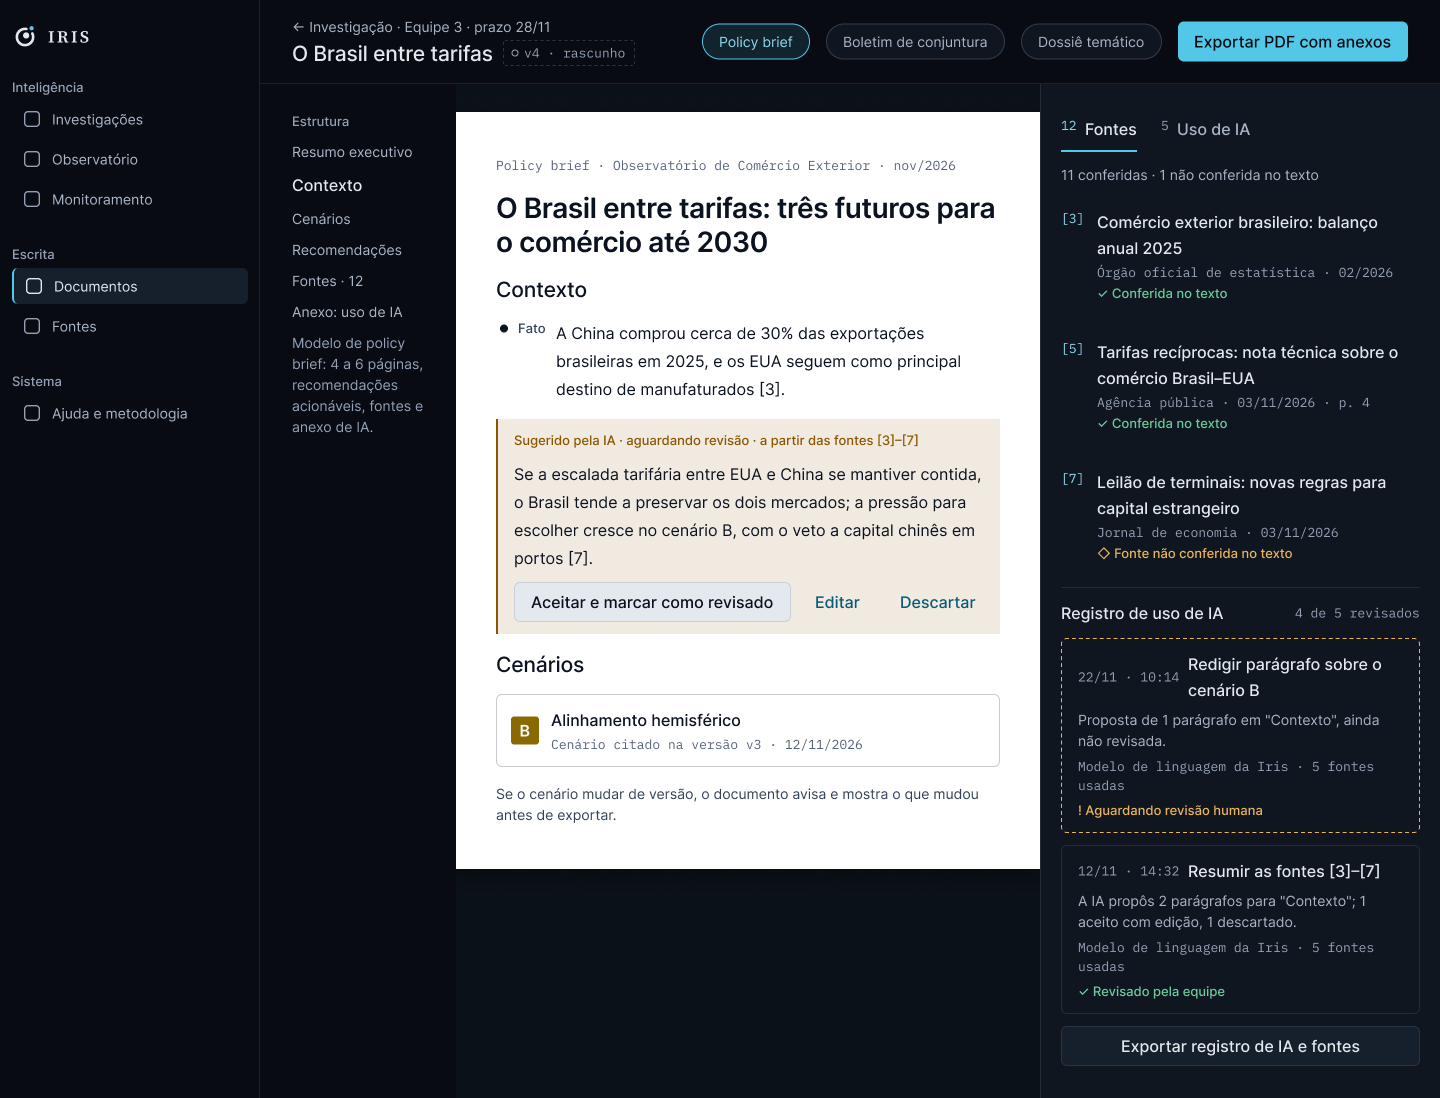 IRIS
Inteligência
Investigações
Observatório
Monitoramento
Escrita
Documentos
Fontes
Sistema
Ajuda e metodologia
← Investigação · Equipe 3 · prazo 28/11
O Brasil entre tarifas
v4 · rascunho
Policy brief
Boletim de conjuntura
Dossiê temático
Exportar PDF com anexos
Estrutura
Resumo executivo
Contexto
Cenários
Recomendações
Fontes · 12
Anexo: uso de IA
Modelo de policy
brief: 4 a 6 páginas,
recomendações
acionáveis, fontes e
anexo de IA.
Policy brief · Observatório de Comércio Exterior · nov/2026
O Brasil entre tarifas: três futuros para
o comércio até 2030
Contexto
Fato
A China comprou cerca de 30% das exportações
brasileiras em 2025, e os EUA seguem como principal
destino de manufaturados [3].
Sugerido pela IA · aguardando revisão · a partir das fontes [3]–[7]
Se a escalada tarifária entre EUA e China se mantiver contida,
o Brasil tende a preservar os dois mercados; a pressão para
escolher cresce no cenário B, com o veto a capital chinês em
portos [7].
Aceitar e marcar como revisado
Editar
Descartar
Cenários
B
Alinhamento hemisférico
Cenário citado na versão v3 · 12/11/2026
Se o cenário mudar de versão, o documento avisa e mostra o que mudou
antes de exportar.
12 Fontes
5 Uso de IA
11 conferidas · 1 não conferida no texto
[3]
Comércio exterior brasileiro: balanço
anual 2025
Órgão oficial de estatística · 02/2026
✓ Conferida no texto
[5]
Tarifas recíprocas: nota técnica sobre o
comércio Brasil–EUA
Agência pública · 03/11/2026 · p. 4
✓ Conferida no texto
[7]
Leilão de terminais: novas regras para
capital estrangeiro
Jornal de economia · 03/11/2026
◇ Fonte não conferida no texto
Registro de uso de IA
4 de 5 revisados
22/11 · 10:14
Redigir parágrafo sobre o
cenário B
Proposta de 1 parágrafo em "Contexto", ainda
não revisada.
Modelo de linguagem da Iris · 5 fontes
usadas
! Aguardando revisão humana
12/11 · 14:32
Resumir as fontes [3]–[7]
A IA propôs 2 parágrafos para "Contexto"; 1
aceito com edição, 1 descartado.
Modelo de linguagem da Iris · 5 fontes
usadas
✓ Revisado pela equipe
Exportar registro de IA e fontes